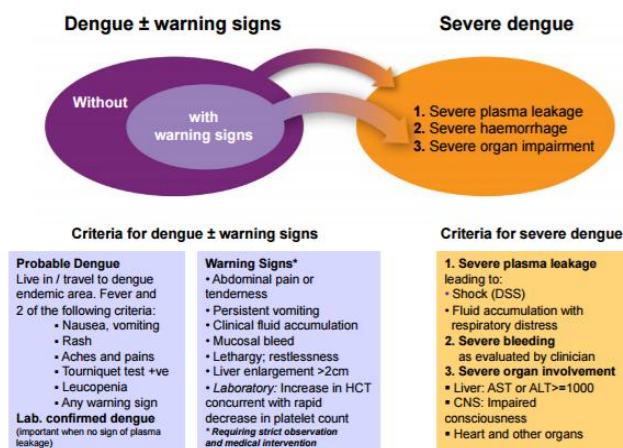 Dengue ± warning signs
Severe dengue
Without
with
warning signs
1. Severe plasma leakage
2. Severe haemorrhage
3. Severe organ impairment
Criteria for dengue ± warning signs
Criteria for severe dengue
Probable Dengue
Live in / travel to dengue
endemic area. Fever and
2 of the following criteria:
▪ Nausea, vomiting
▪ Rash
▪ Aches and pains
▪ Tourniquet test +ve
▪ Leucopenia
▪ Any warning sign
Lab. confirmed dengue
(important when no sign of plasma
leakage)
Warning Signs*
• Abdominal pain or
tenderness
• Persistent vomiting
• Clinical fluid accumulation
• Mucosal bleed
• Lethargy; restlessness
• Liver enlargement >2cm
• Laboratory: Increase in HCT
concurrent with rapid
decrease in platelet count
* Requiring strict observation
and medical intervention
1. Severe plasma leakage
leading to:
• Shock (DSS)
• Fluid accumulation with
respiratory distress
2. Severe bleeding
as evaluated by clinician
3. Severe organ involvement
▪ Liver: AST or ALT>=1000
▪ CNS: Impaired
consciousness
▪ Heart and other organs